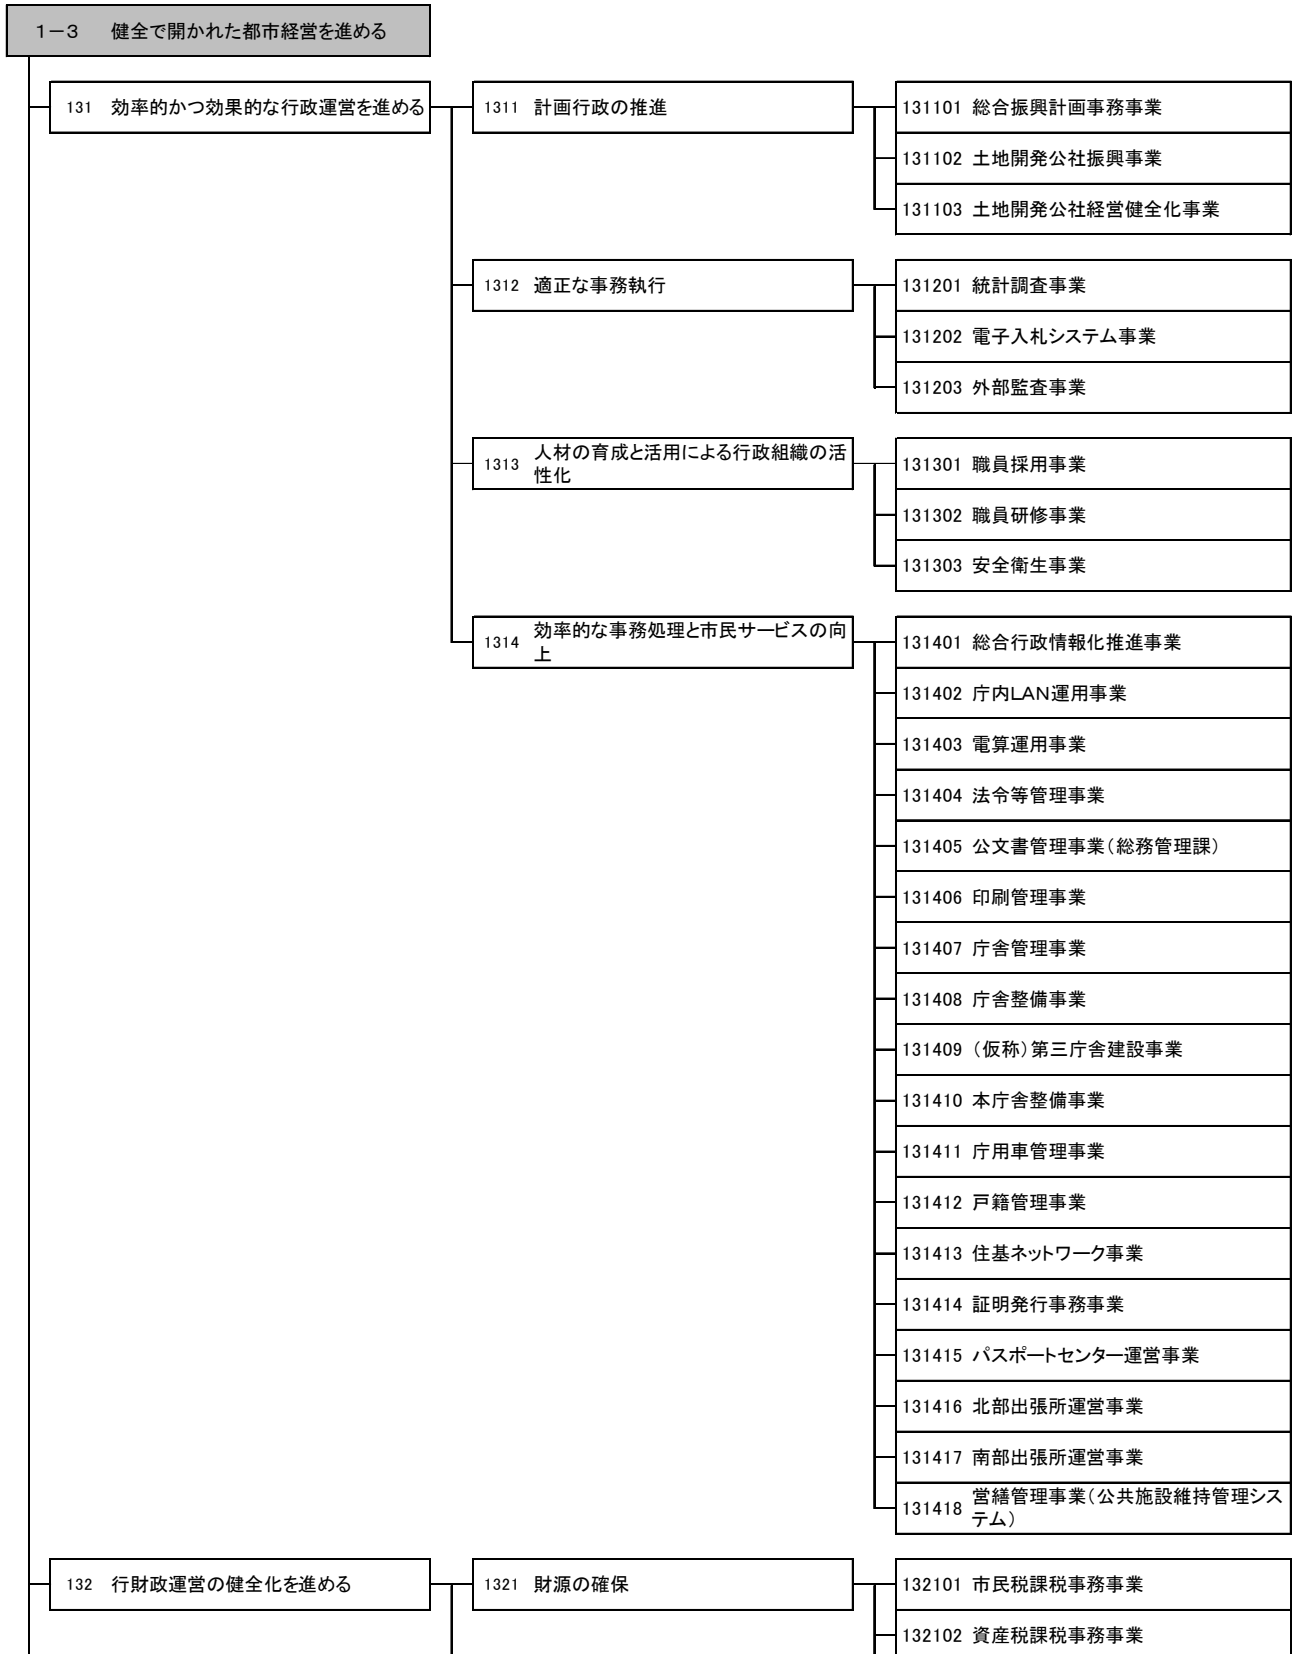 1－3　健全で開かれた都市経営を進める
131 効率的かつ効果的な行政運営を進める
1311 計画行政の推進
131101 総合振興計画事務事業
131102 土地開発公社振興事業
131103 土地開発公社経営健全化事業
1312 適正な事務執行
131201 統計調査事業
131202 電子入札システム事業
131203 外部監査事業
1313 人材の育成と活用による行政組織の活
性化
131301 職員採用事業
131302 職員研修事業
131303 安全衛生事業
1314 効率的な事務処理と市民サービスの向
上
131401 総合行政情報化推進事業
131402 庁内LAN運用事業
131403 電算運用事業
131404 法令等管理事業
131405 公文書管理事業（総務管理課）
131406 印刷管理事業
131407 庁舎管理事業
131408 庁舎整備事業
131409 （仮称）第三庁舎建設事業
131410 本庁舎整備事業
131411 庁用車管理事業
131412 戸籍管理事業
131413 住基ネットワーク事業
131414 証明発行事務事業
131415 パスポートセンター運営事業
131416 北部出張所運営事業
131417 南部出張所運営事業
131418 営繕管理事業（公共施設維持管理シス
テム）
132 行財政運営の健全化を進める
1321 財源の確保
132101 市民税課税事務事業
132102 資産税課税事務事業